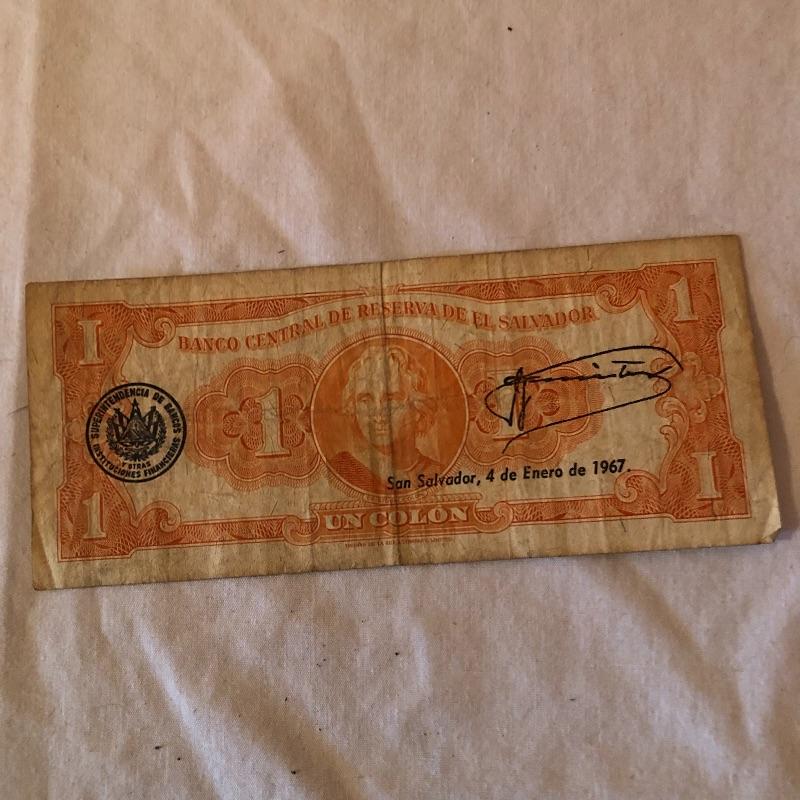 BANCO CENTRAL DE RESERVA DE EL SALVADOR
1 1
SUPERINTENDENCIA DE BANCOS
Y OTRAS
INSTITUCIONES FINANCIERAS
1 1
San Salvador, 4 de Enero de 1967.
1 1
UN COLON